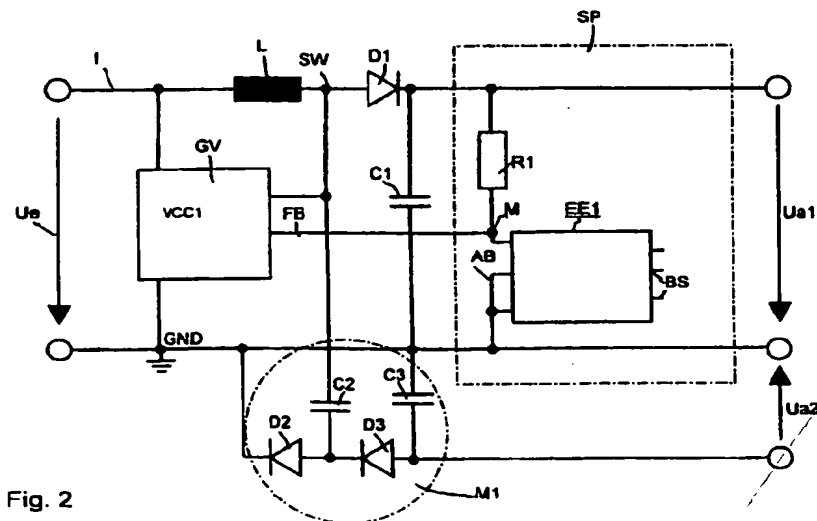 SP
I
L
SW
D1
GV
VCC1
C1
R1
Ue
FB
M
EE1
Ua1
AB
BS
GND
C2
C3
Ua2
D2
D3
M1
Fig. 2